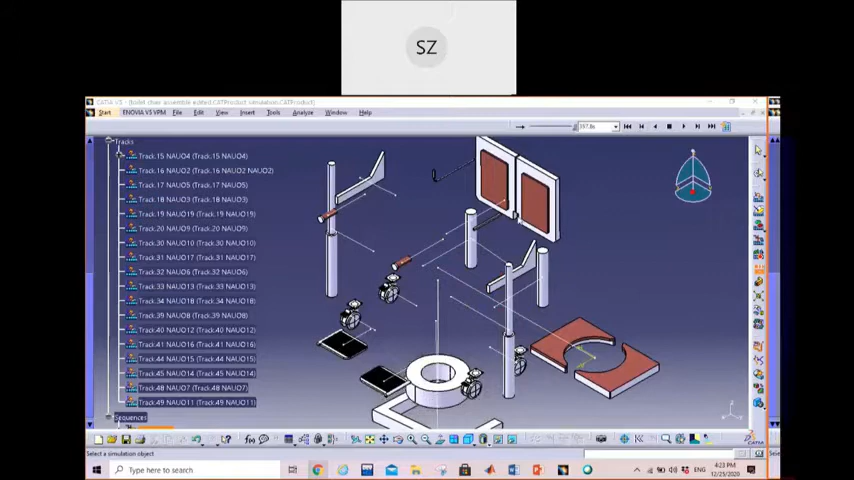 SZ
CATIA V5 - [toilet chair assemble edited.CATProduct simulation.CATProduct]
Start ENOVIA V5 VPM File Edit View Insert Tools Analyze Window Help
Tracks
Track.15 NAUO4 (Track.15 NAUO4)
Track.16 NAUO2 (Track.16 NAUO2 NAUO2)
Track.17 NAUO5 (Track.17 NAUO5)
Track.18 NAUO3 (Track.18 NAUO3)
Track.19 NAUO19 (Track.19 NAUO19)
Track.20 NAUO9 (Track.20 NAUO9)
Track.30 NAUO10 (Track.30 NAUO10)
Track.31 NAUO17 (Track.31 NAUO17)
Track.32 NAUO6 (Track.32 NAUO6)
Track.33 NAUO13 (Track.33 NAUO13)
Track.34 NAUO18 (Track.34 NAUO18)
Track.39 NAUO8 (Track.39 NAUO8)
Track.40 NAUO12 (Track.40 NAUO12)
Track.41 NAUO16 (Track.41 NAUO16)
Track.44 NAUO15 (Track.44 NAUO15)
Track.45 NAUO14 (Track.45 NAUO14)
Track.48 NAUO7 (Track.48 NAUO7)
Track.49 NAUO11 (Track.49 NAUO11)
Sequences
Select a simulation object
Type here to search
ENG
4:23 PM
12/25/2020